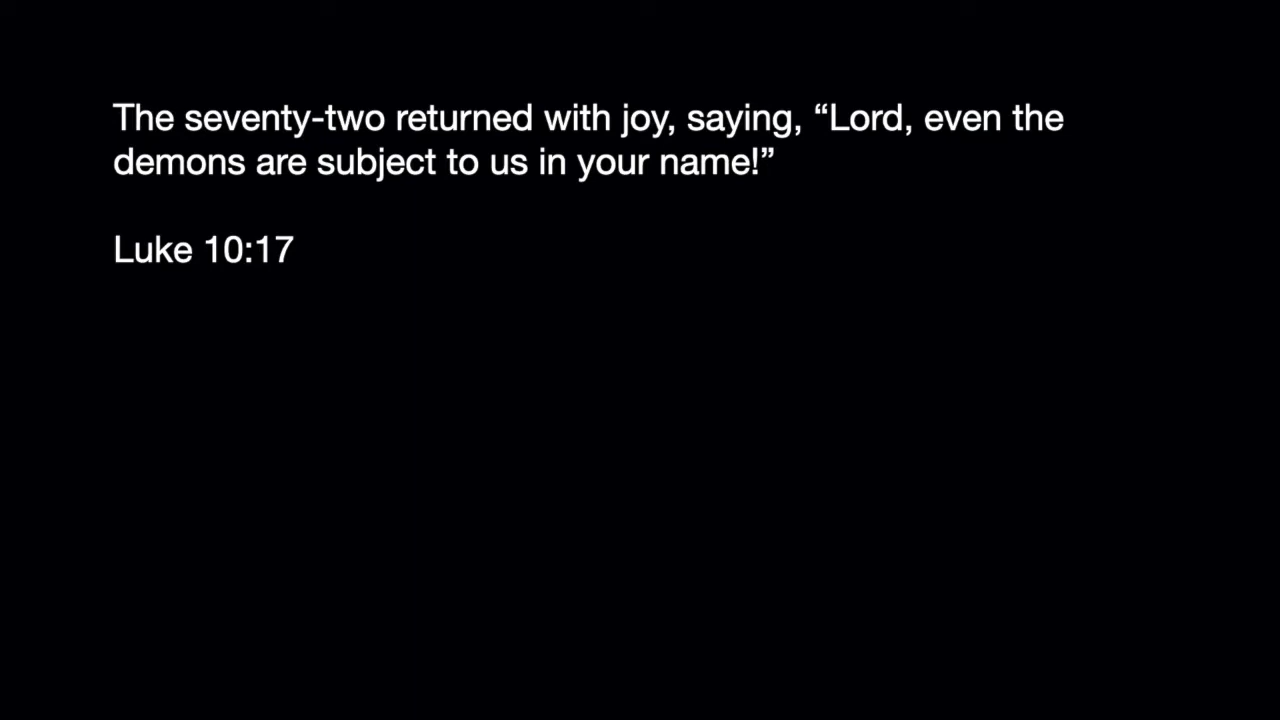 The seventy-two returned with joy, saying, “Lord, even the
demons are subject to us in your name!”
Luke 10:17